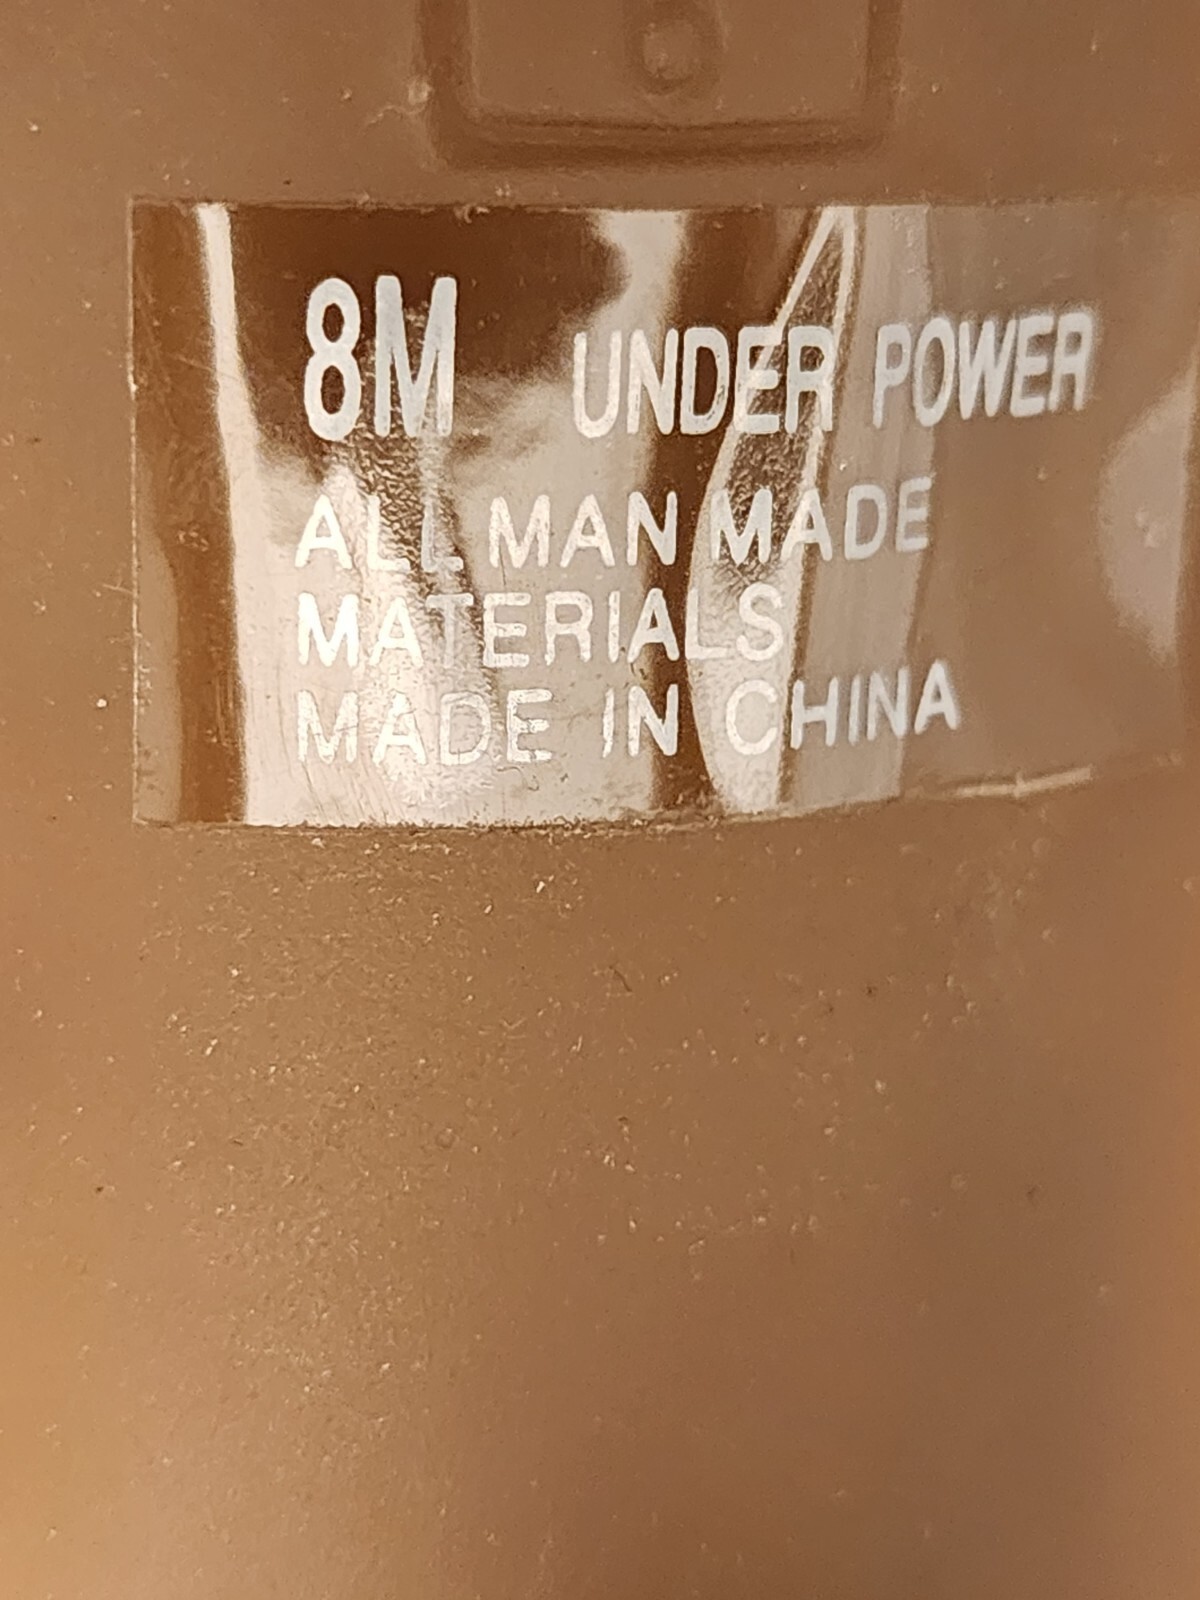 8M UNDER POWER
ALL MAN MADE
MATERIALS
MADE IN CHINA